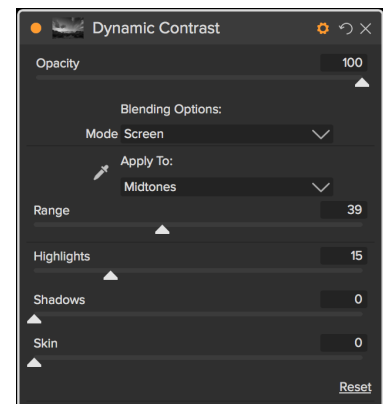 Dynamic Contrast
Opacity 100
Blending Options:
Mode Screen
Apply To:
Midtones
Range 39
Highlights 15
Shadows 0
Skin 0
Reset